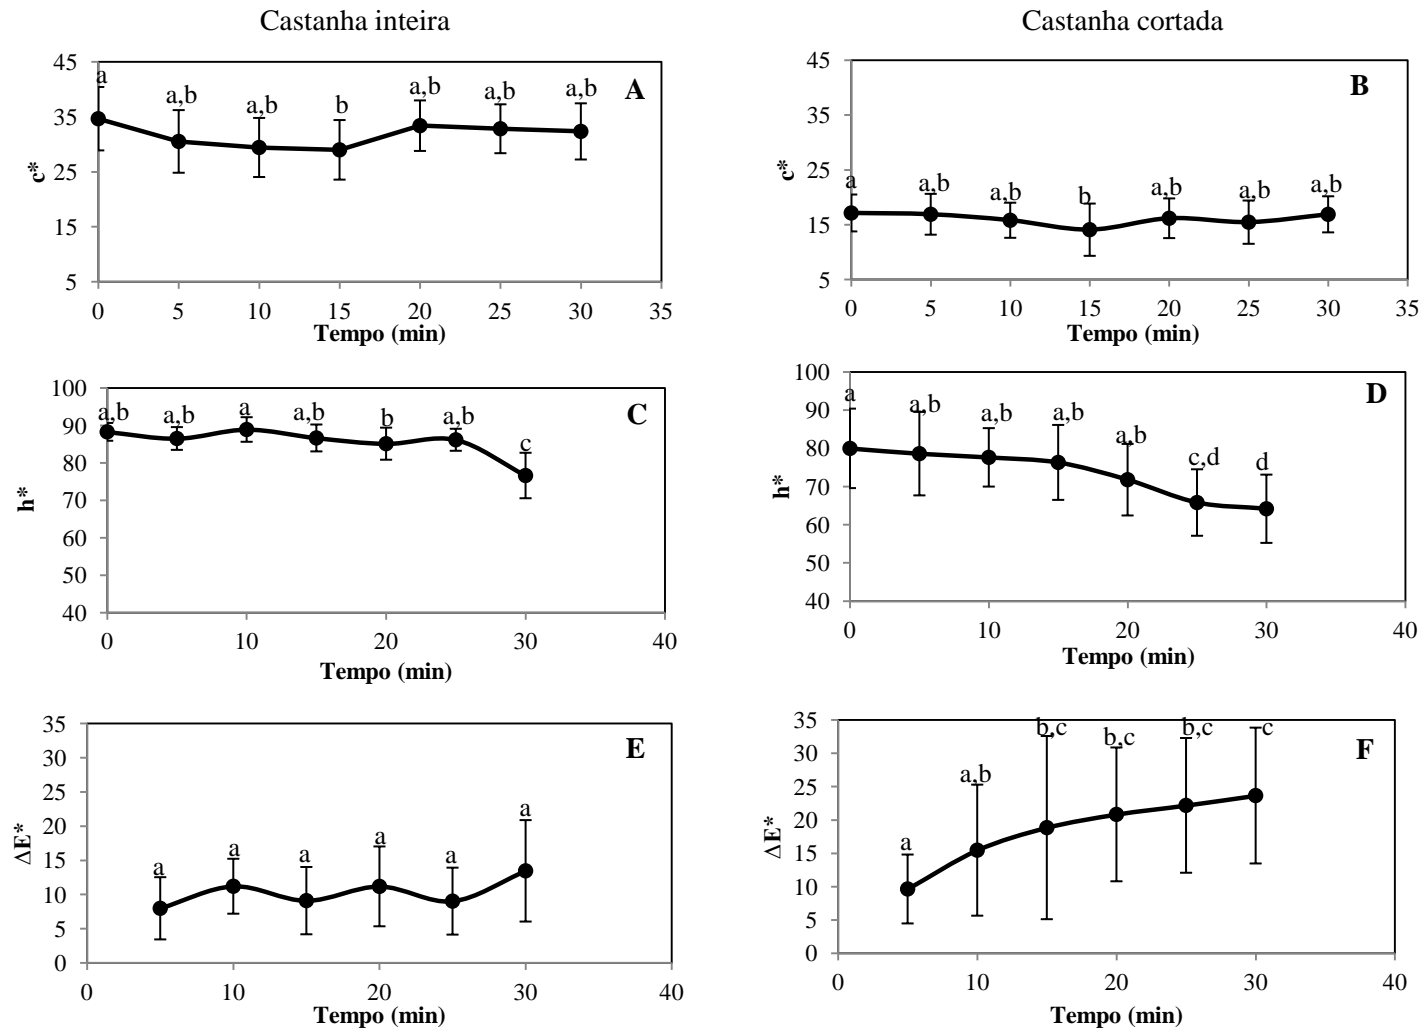 Castanha inteira
Castanha cortada
45
35
25
15
5
c*
a
a,b
a,b
b
a,b
a,b
a,b
A
0
5
10
15
20
25
30
35
Tempo (min)
45
35
25
15
5
c*
a
a,b
a,b
b
a,b
a,b
a,b
B
0
5
10
15
20
25
30
35
Tempo (min)
100
90
80
70
60
50
40
h*
a,b
a,b
a
a,b
b
a,b
c
C
0
10
20
30
40
Tempo (min)
100
90
80
70
60
50
40
h*
a
a,b
a,b
a,b
a,b
c,d
d
D
0
10
20
30
40
Tempo (min)
35
30
25
20
15
10
5
0
ΔE*
a
a
a
a
a
a
E
0
10
20
30
40
Tempo (min)
35
30
25
20
15
10
5
0
ΔE*
a
a,b
b,c
b,c
b,c
c
F
0
10
20
30
40
Tempo (min)